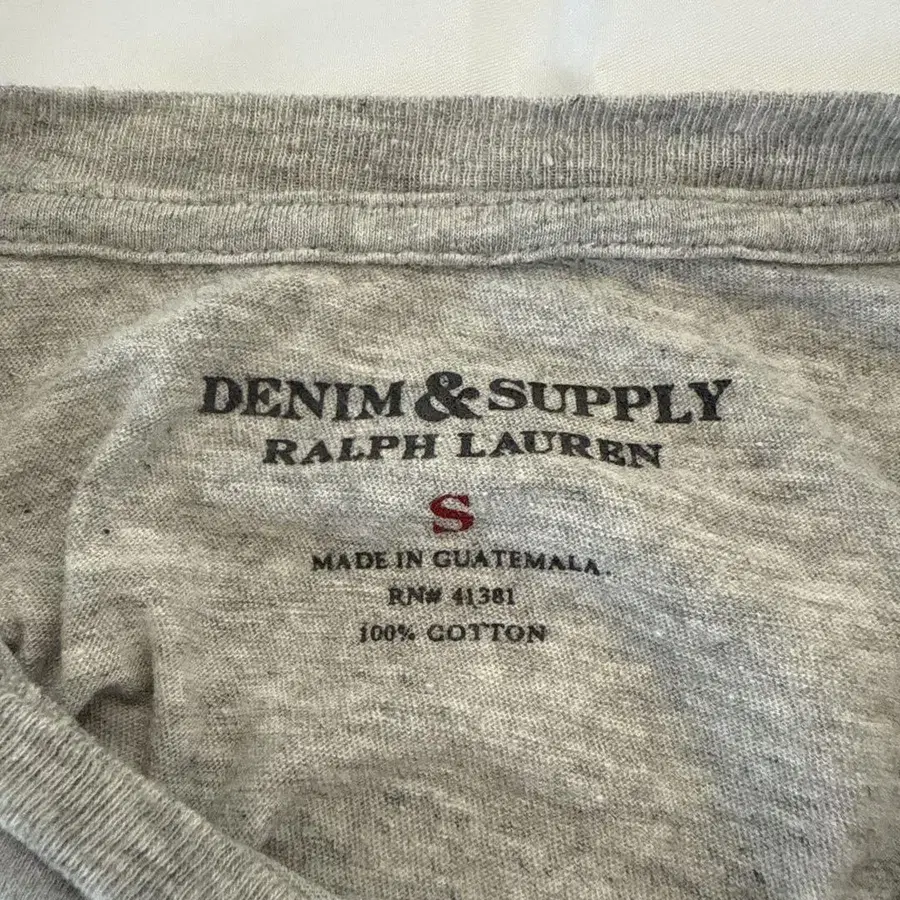 DENIM & SUPPLY
RALPH LAUREN
S
MADE IN GUATEMALA.
RN# 41381
100% COTTON